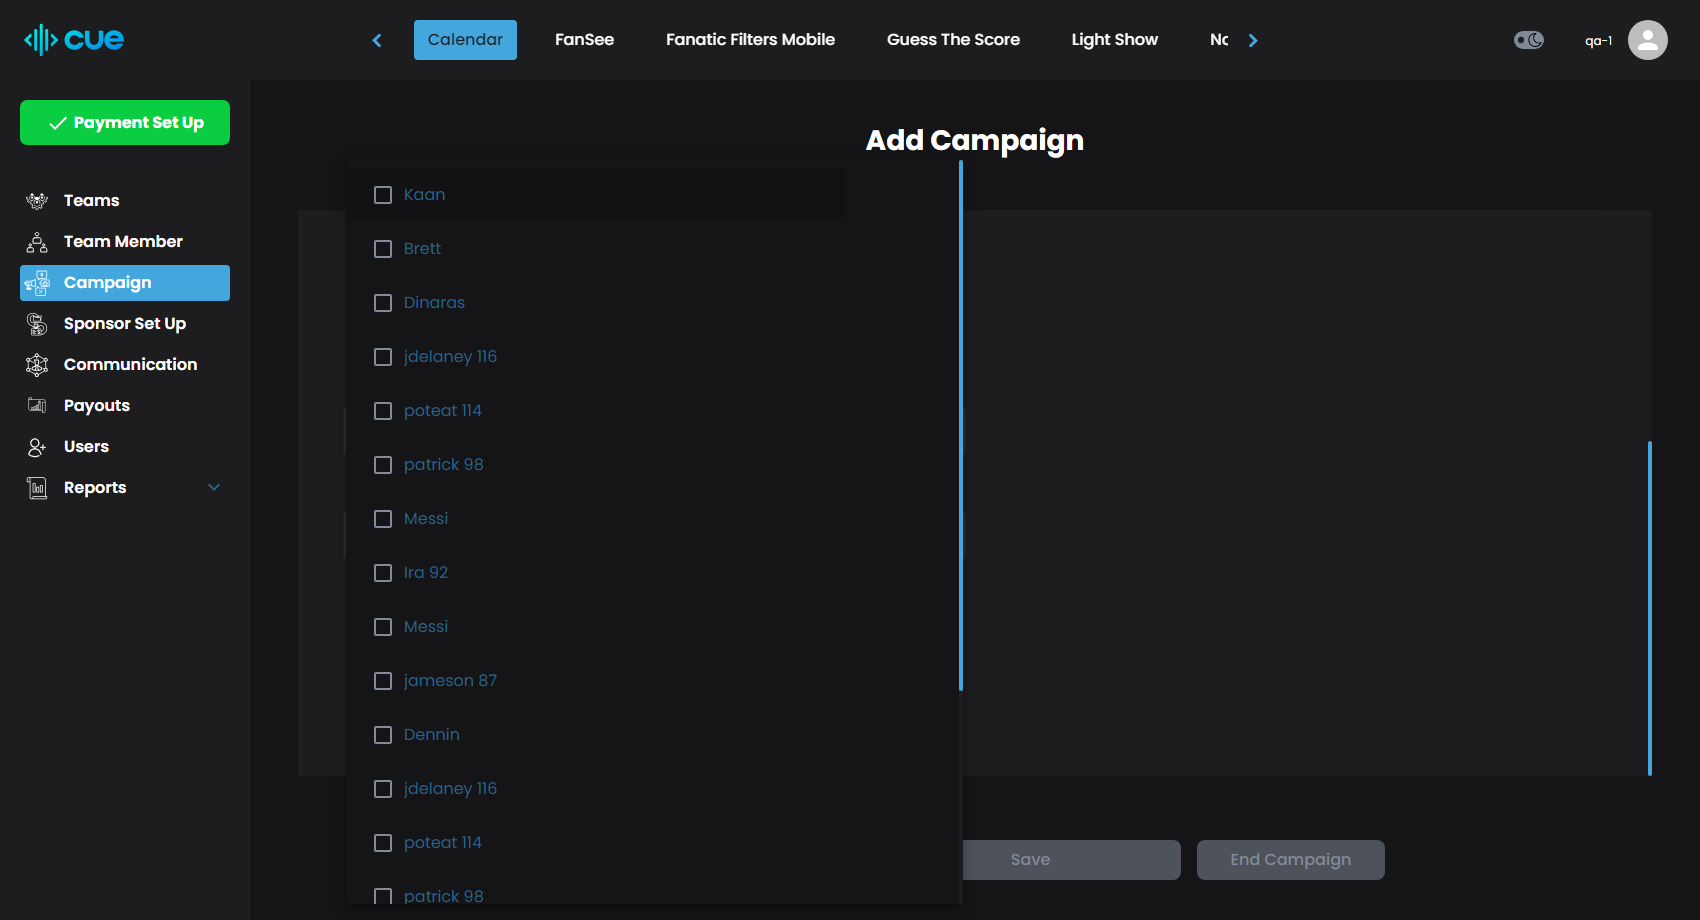 cue
Calendar
FanSee
Fanatic Filters Mobile
Guess The Score
Light Show
qa-1
Payment Set Up
Teams
Team Member
Campaign
Sponsor Set Up
Communication
Payouts
Users
Reports
Add Campaign
Kaan
Brett
Dinaras
jdelaney 116
poteat 114
patrick 98
Messi
Ira 92
Messi
jameson 87
Dennin
jdelaney 116
poteat 114
patrick 98
Save
End Campaign